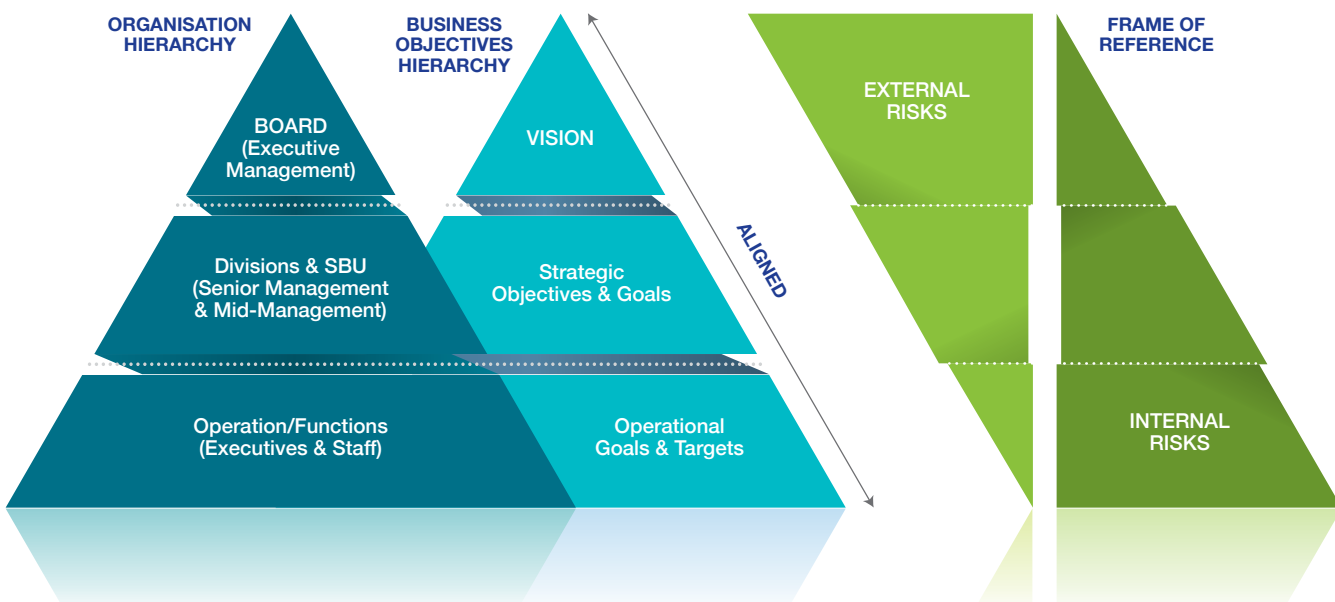 ORGANISATION
HIERARCHY
BUSINESS
OBJECTIVES
HIERARCHY
FRAME OF
REFERENCE
BOARD
(Executive
Management)
VISION
EXTERNAL
RISKS
ALIGNED
Divisions & SBU
(Senior Management
& Mid-Management)
Strategic
Objectives & Goals
Operation/Functions
(Executives & Staff)
Operational
Goals & Targets
INTERNAL
RISKS